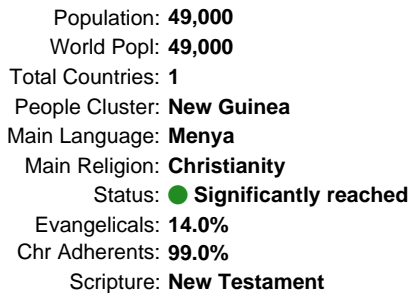 Population: 49,000
World Popl: 49,000
Total Countries: 1
People Cluster: New Guinea
Main Language: Menya
Main Religion: Christianity
Status: Significantly reached
Evangelicals: 14.0%
Chr Adherents: 99.0%
Scripture: New Testament